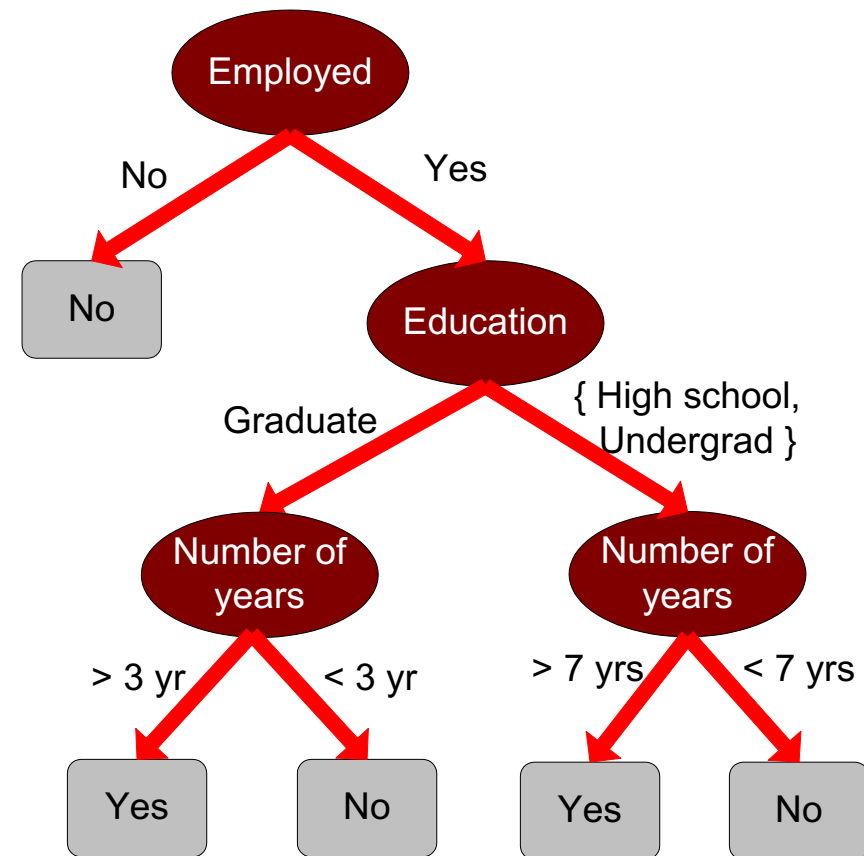 Employed
No
Yes
No
Education
Graduate
{ High school,
Undergrad }
Number of
years
Number of
years
> 3 yr
< 3 yr
> 7 yrs
< 7 yrs
Yes
No
Yes
No